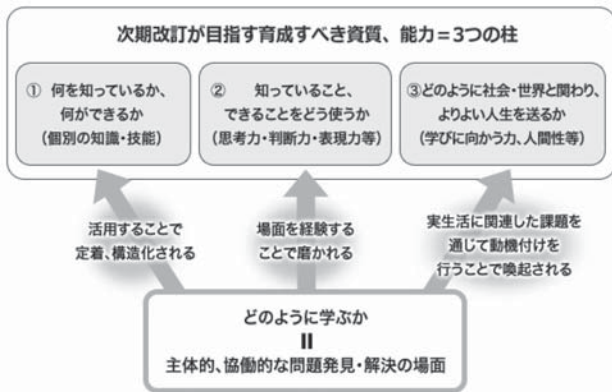 次期改訂が目指す育成すべき資質、能力＝3つの柱
① 何を知っているか、
何ができるか
（個別の知識・技能）
② 知っていること、
できることをどう使うか
（思考力・判断力・表現力等）
③どのように社会・世界と関わり、
よりよい人生を送るか
（学びに向かう力、人間性等）
活用することで
定着、構造化される
場面を経験する
ことで磨かれる
実生活に関連した課題を
通じて動機付けを
行うことで喚起される
どのように学ぶか
＝
主体的、協働的な問題発見・解決の場面